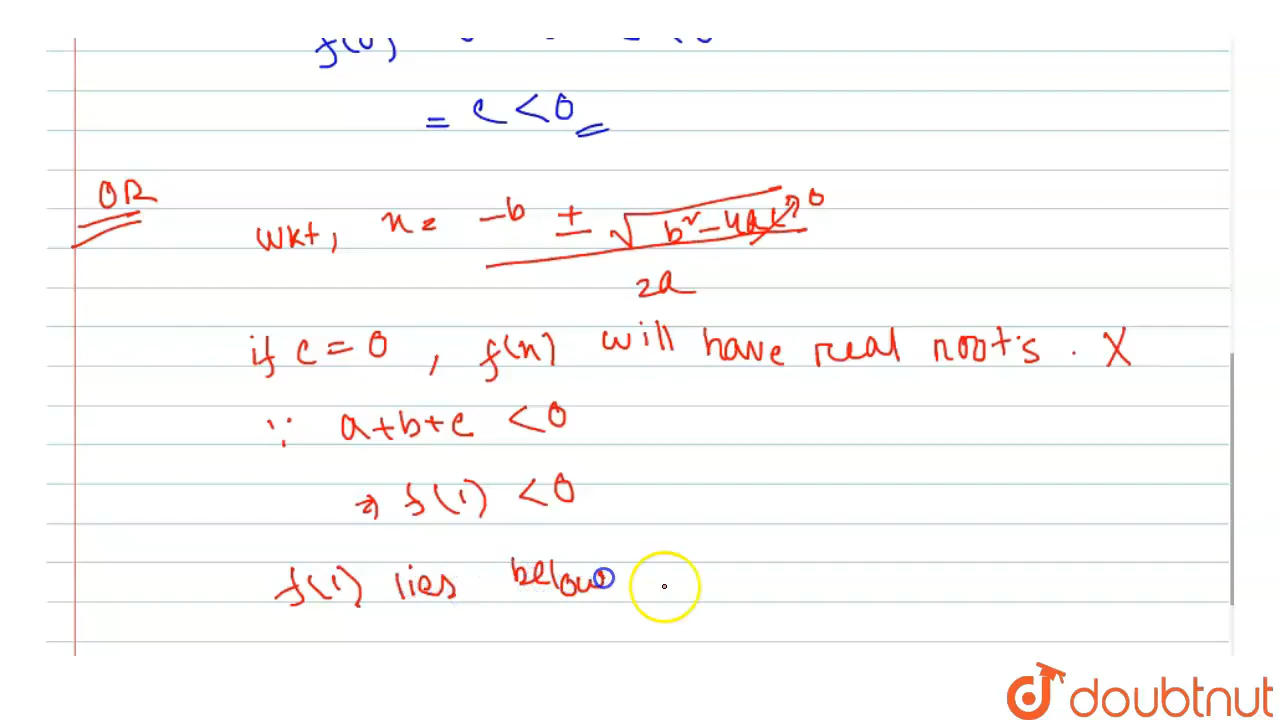 = c < 0
OR
wkt, x = -b ± √(b² - 4ac) → 0
2a
if c = 0, f(x) will have real roots. X
∵ a + b + c < 0
⇒ f(1) < 0
f(1) lies below
doubtnut